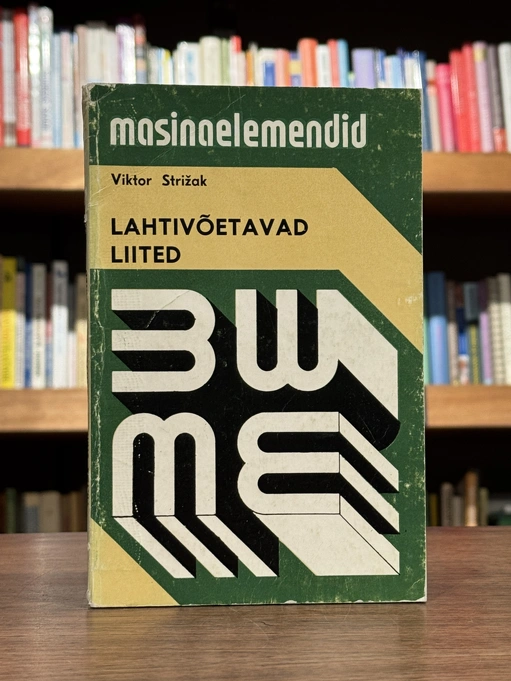 masinaelemendid
Viktor Strižak
LAHTIVÕETAVAD
LIITED